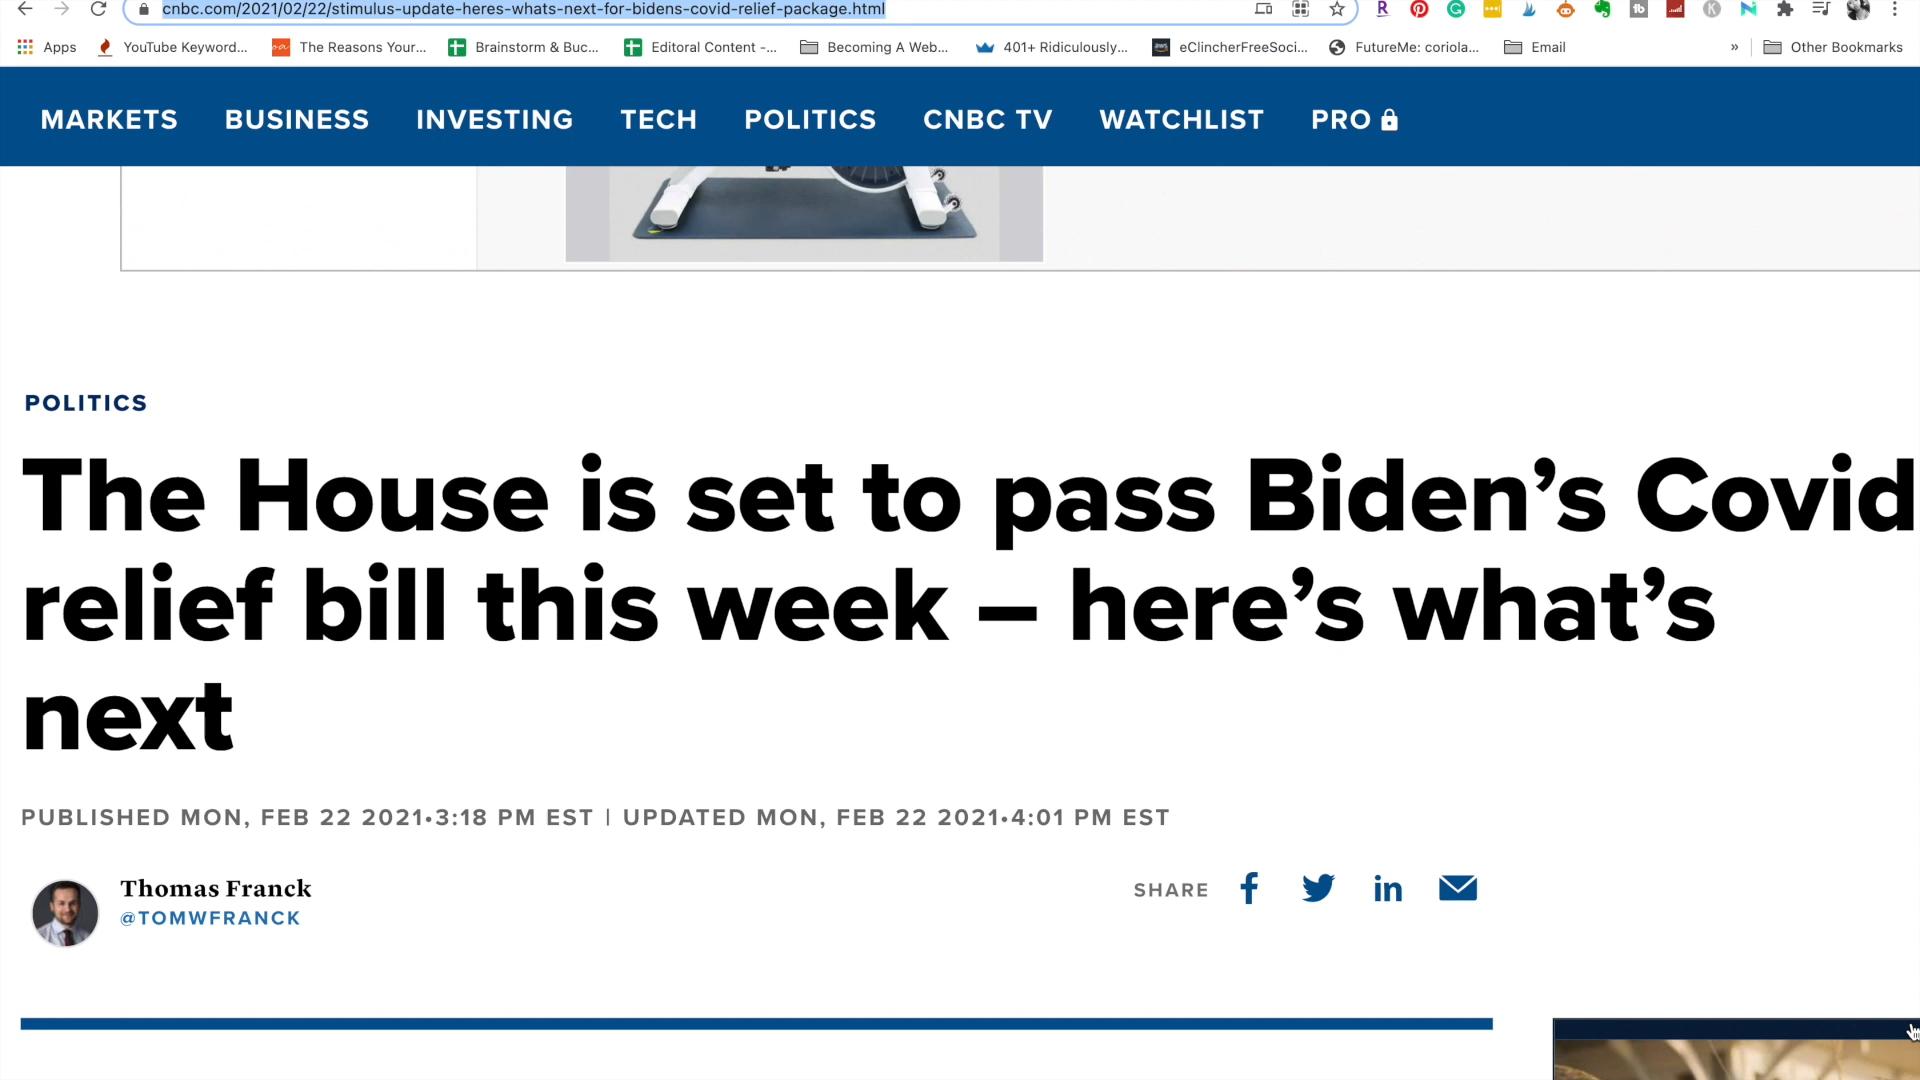 cnbc.com/2021/02/22/stimulus-update-heres-whats-next-for-bidens-covid-relief-package.html
Apps YouTube Keyword... The Reasons Your... Brainstorm & Buc... Editoral Content -... Becoming A Web... 401+ Ridiculously... eClincherFreeSoci... FutureMe: coriola... Email » Other Bookmarks
MARKETS BUSINESS INVESTING TECH POLITICS CNBC TV WATCHLIST PRO
POLITICS
The House is set to pass Biden’s Covid
relief bill this week — here’s what’s
next
PUBLISHED MON, FEB 22 2021•3:18 PM EST | UPDATED MON, FEB 22 2021•4:01 PM EST
Thomas Franck
@TOMWFRANCK
SHARE